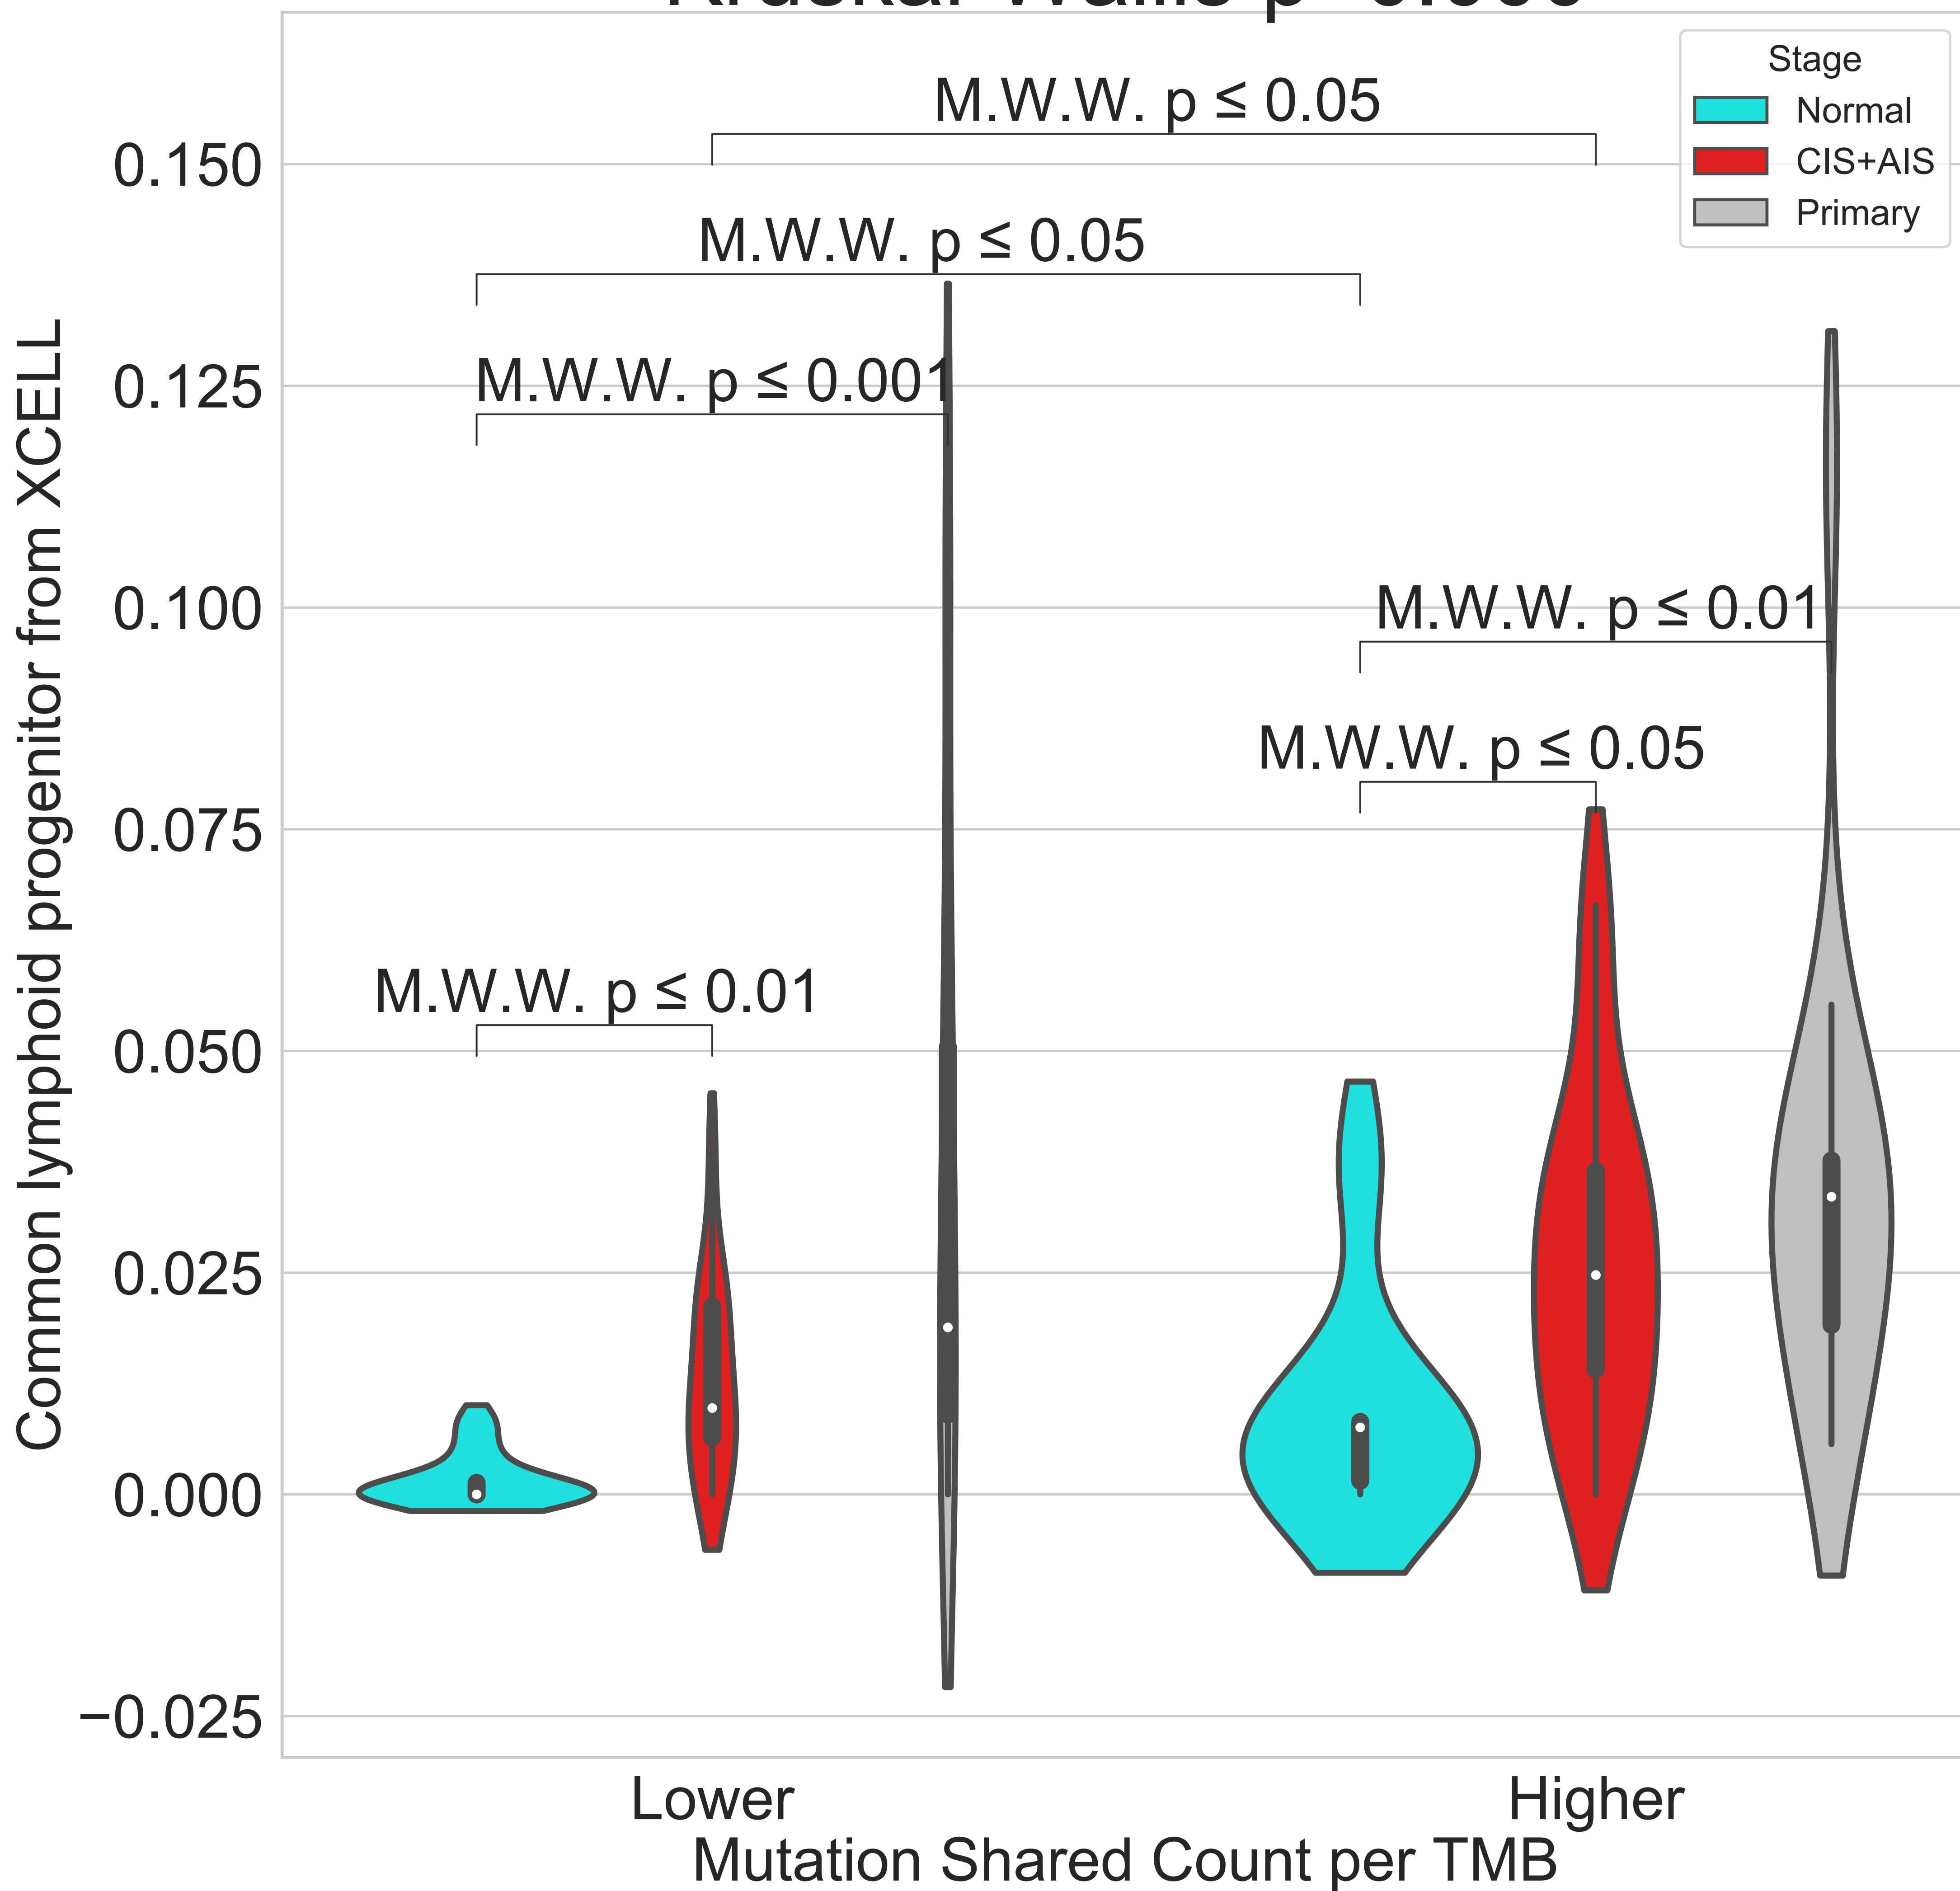 M.W.W. p ≤ 0.05
Stage
Normal
CIS+AIS
Primary
M.W.W. p ≤ 0.05
M.W.W. p ≤ 0.001
M.W.W. p ≤ 0.01
M.W.W. p ≤ 0.05
M.W.W. p ≤ 0.01
0.150
0.125
0.100
0.075
0.050
0.025
0.000
−0.025
Common lymphoid progenitor from XCELL
Lower
Higher
Mutation Shared Count per TMB